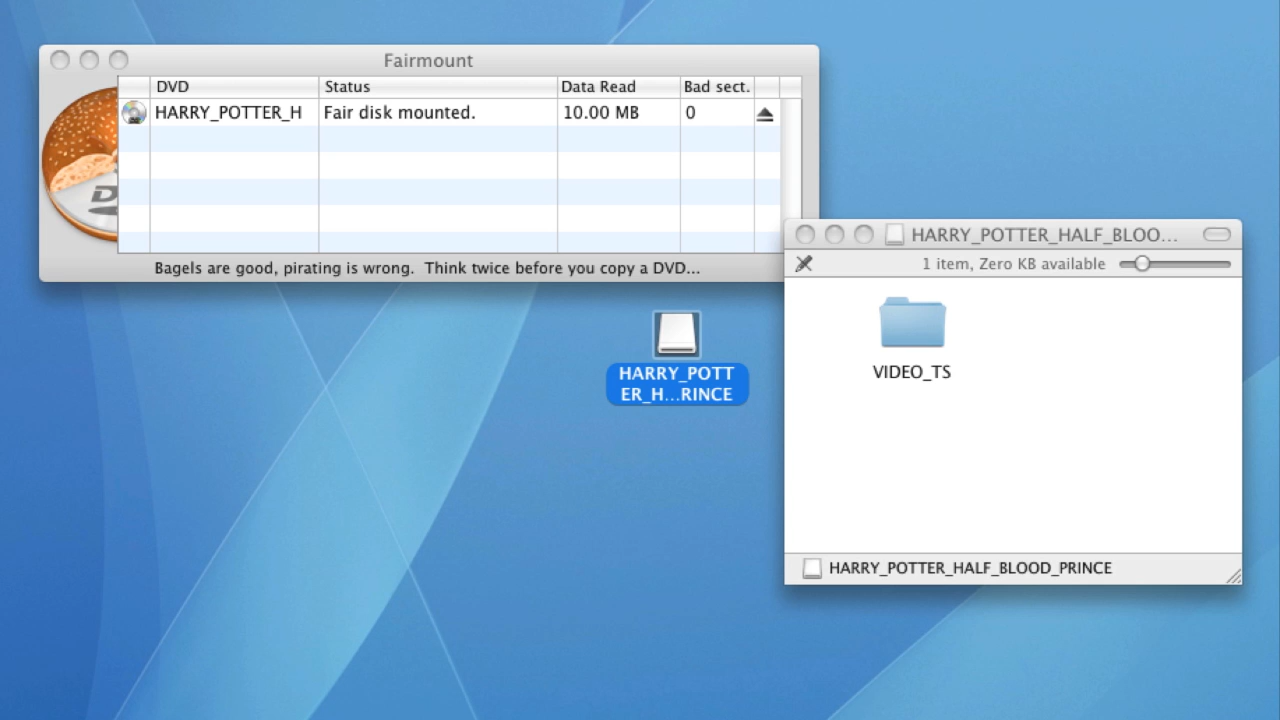 Fairmount
DVD Status Data Read Bad sect.
HARRY_POTTER_H Fair disk mounted. 10.00 MB 0
D
Bagels are good, pirating is wrong. Think twice before you copy a DVD...
HARRY_POTT
ER_H...RINCE
HARRY_POTTER_HALF_BLOO...
1 item, Zero KB available
VIDEO_TS
HARRY_POTTER_HALF_BLOOD_PRINCE